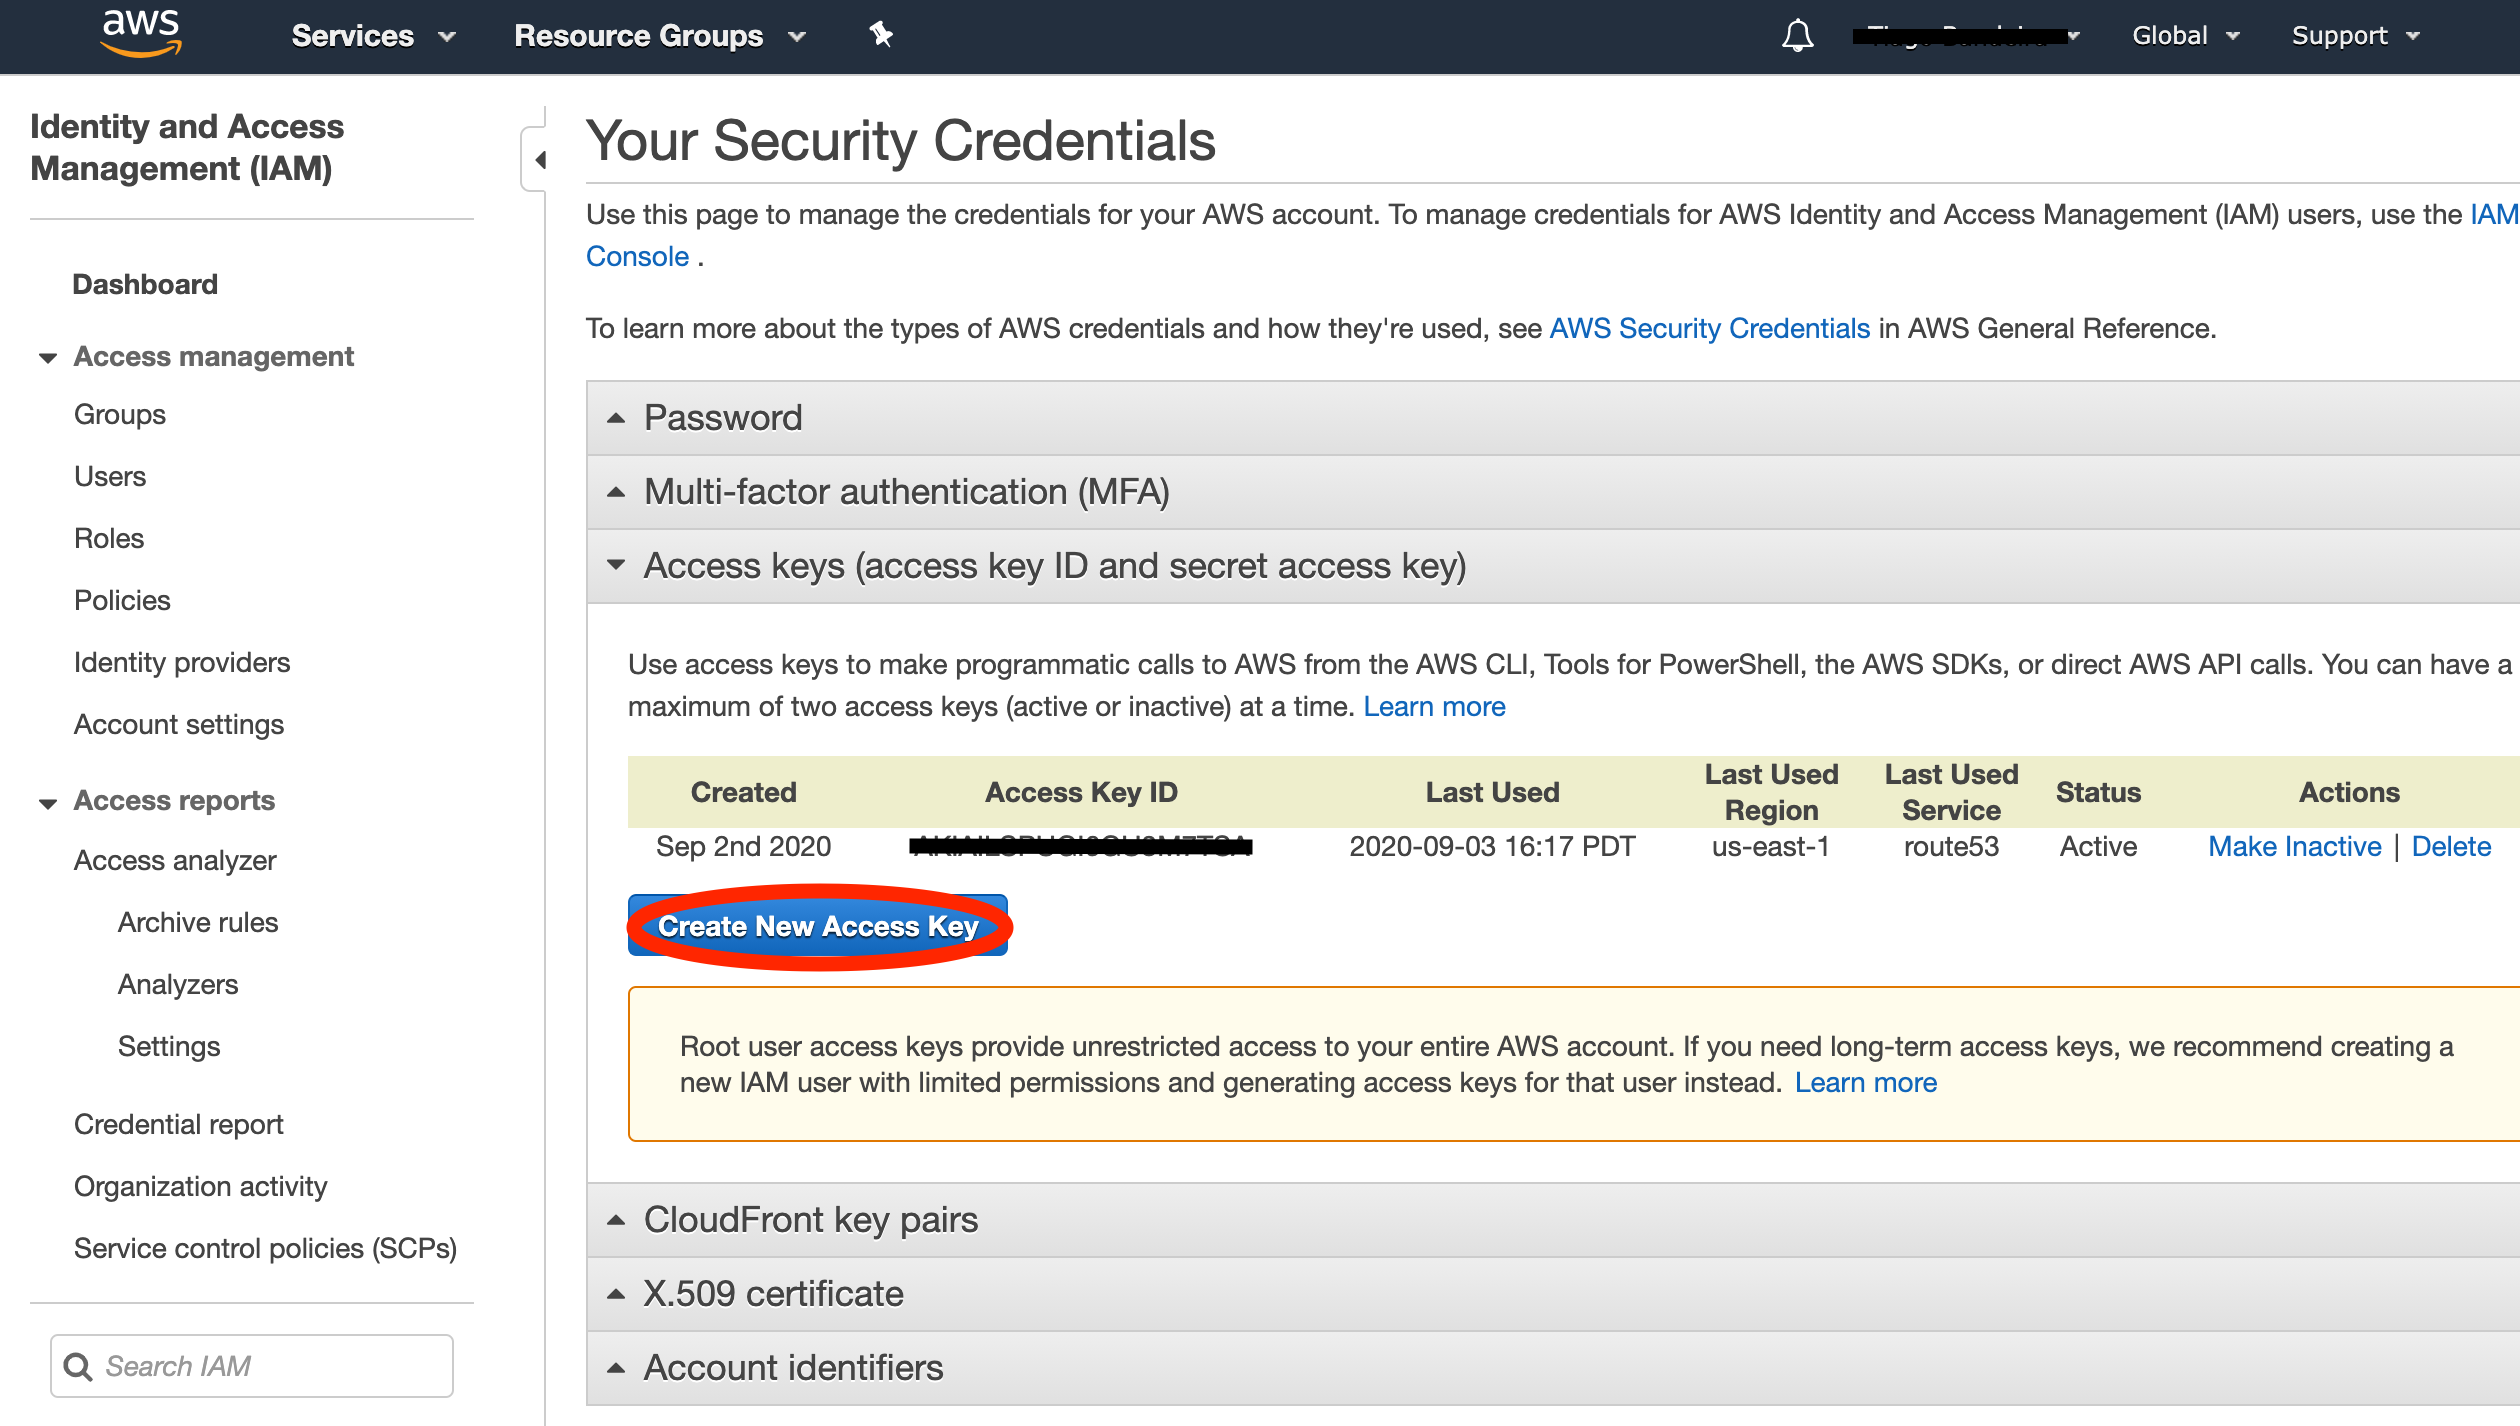 aws
Services
Resource Groups
Global
Support
Identity and Access
Management (IAM)
Dashboard
Access management
Groups
Users
Roles
Policies
Identity providers
Account settings
Access reports
Access analyzer
Archive rules
Analyzers
Settings
Credential report
Organization activity
Service control policies (SCPs)
Search IAM
Your Security Credentials
Use this page to manage the credentials for your AWS account. To manage credentials for AWS Identity and Access Management (IAM) users, use the IAM
Console .
To learn more about the types of AWS credentials and how they're used, see AWS Security Credentials in AWS General Reference.
Password
Multi-factor authentication (MFA)
Access keys (access key ID and secret access key)
Use access keys to make programmatic calls to AWS from the AWS CLI, Tools for PowerShell, the AWS SDKs, or direct AWS API calls. You can have a
maximum of two access keys (active or inactive) at a time. Learn more
Created Access Key ID Last Used Last Used Region Last Used Service Status Actions
Sep 2nd 2020 2020-09-03 16:17 PDT us-east-1 route53 Active Make Inactive | Delete
Create New Access Key
Root user access keys provide unrestricted access to your entire AWS account. If you need long-term access keys, we recommend creating a
new IAM user with limited permissions and generating access keys for that user instead. Learn more
CloudFront key pairs
X.509 certificate
Account identifiers